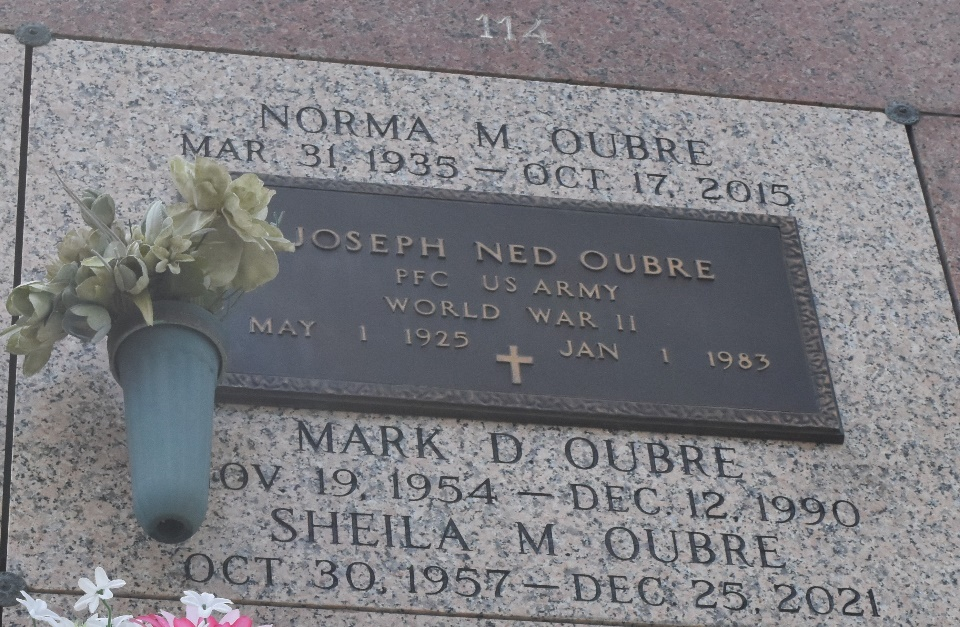 114
NORMA M. OUBRE
MAR. 31, 1935 — OCT. 17, 2015
JOSEPH NED OUBRE
PFC US ARMY
WORLD WAR II
MAY 1 1925 JAN 1 1983
MARK D. OUBRE
OV. 19, 1954 — DEC. 12, 1990
SHEILA M. OUBRE
OCT. 30, 1957 — DEC. 25, 2021